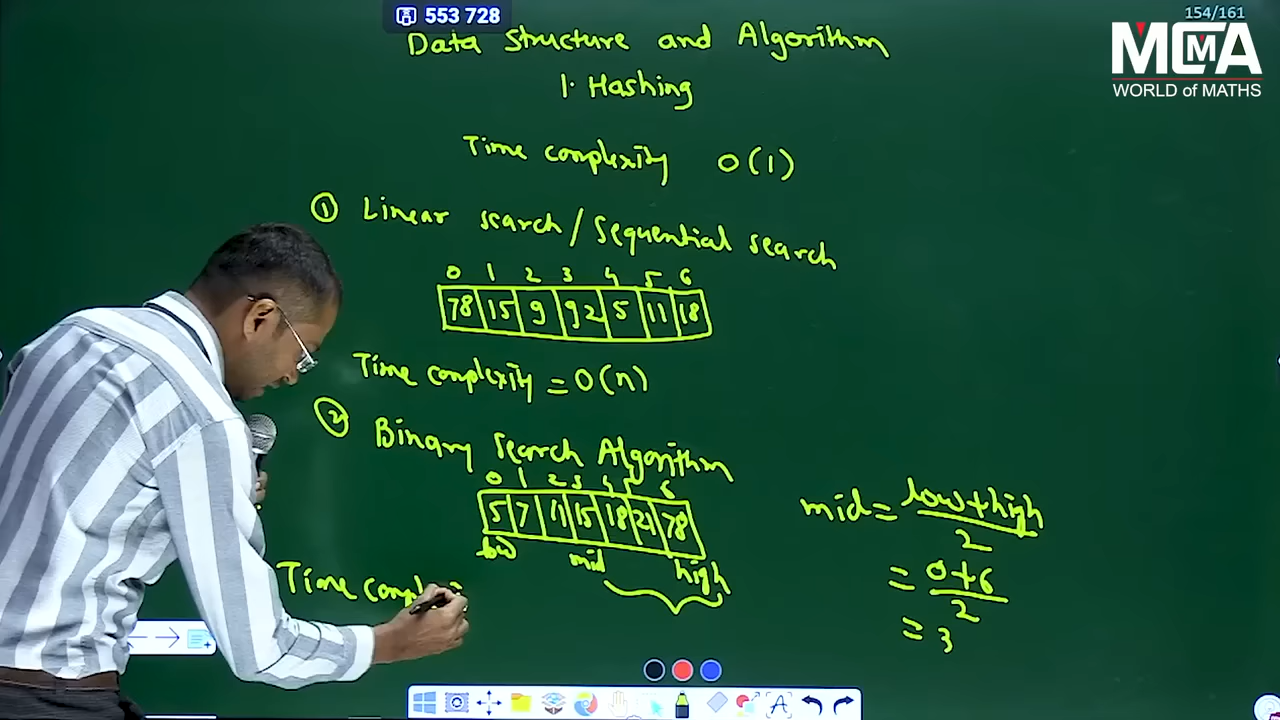 553 728
154/161
MCMA
WORLD of MATHS
Data Structure and Algorithm
1. Hashing
Time complexity O(1)
① Linear search / Sequential search
0 1 2 3 4 5 6
78 15 9 92 5 11 18
Time complexity = O(n)
② Binary Search Algorithm
0 1 2 3 4 5 6
5 7 11 15 18 21 78
low mid high
mid = low + high
2
= 0 + 6
2
= 3
Time comple